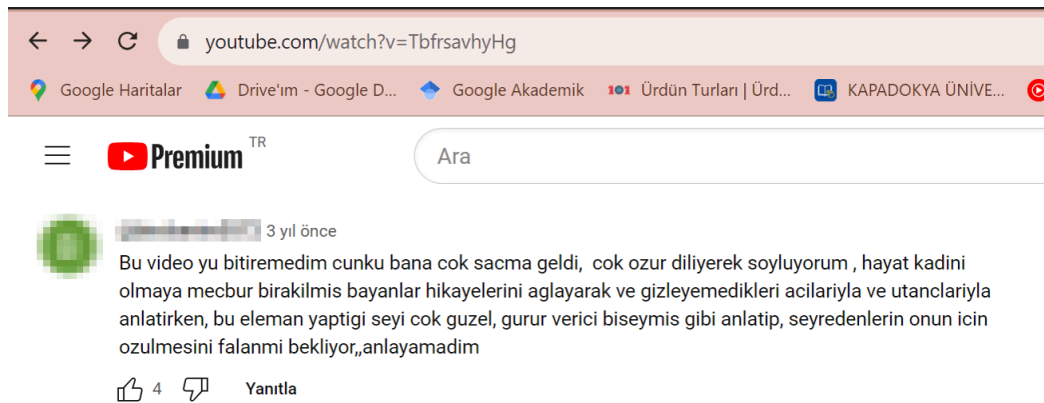 youtube.com/watch?v=TbfrsavhyHg
Google Haritalar Drive'ım - Google D... Google Akademik 101 Ürdün Turları | Ürd... KAPADOKYA ÜNİVE...
Premium TR
Ara
3 yıl önce
Bu video yu bitiremedim cunku bana cok sacma geldi, cok ozur diliyerek soyluyorum , hayat kadini
olmaya mecbur birakilmis bayanlar hikayelerini aglayarak ve gizleyemedikleri acilariyla ve utanclariyla
anlatirken, bu eleman yaptigi seyi cok guzel, gurur verici biseymis gibi anlatip, seyredenlerin onun icin
ozulmesini falanmi bekliyor,,anlayamadim
4 Yanıtla